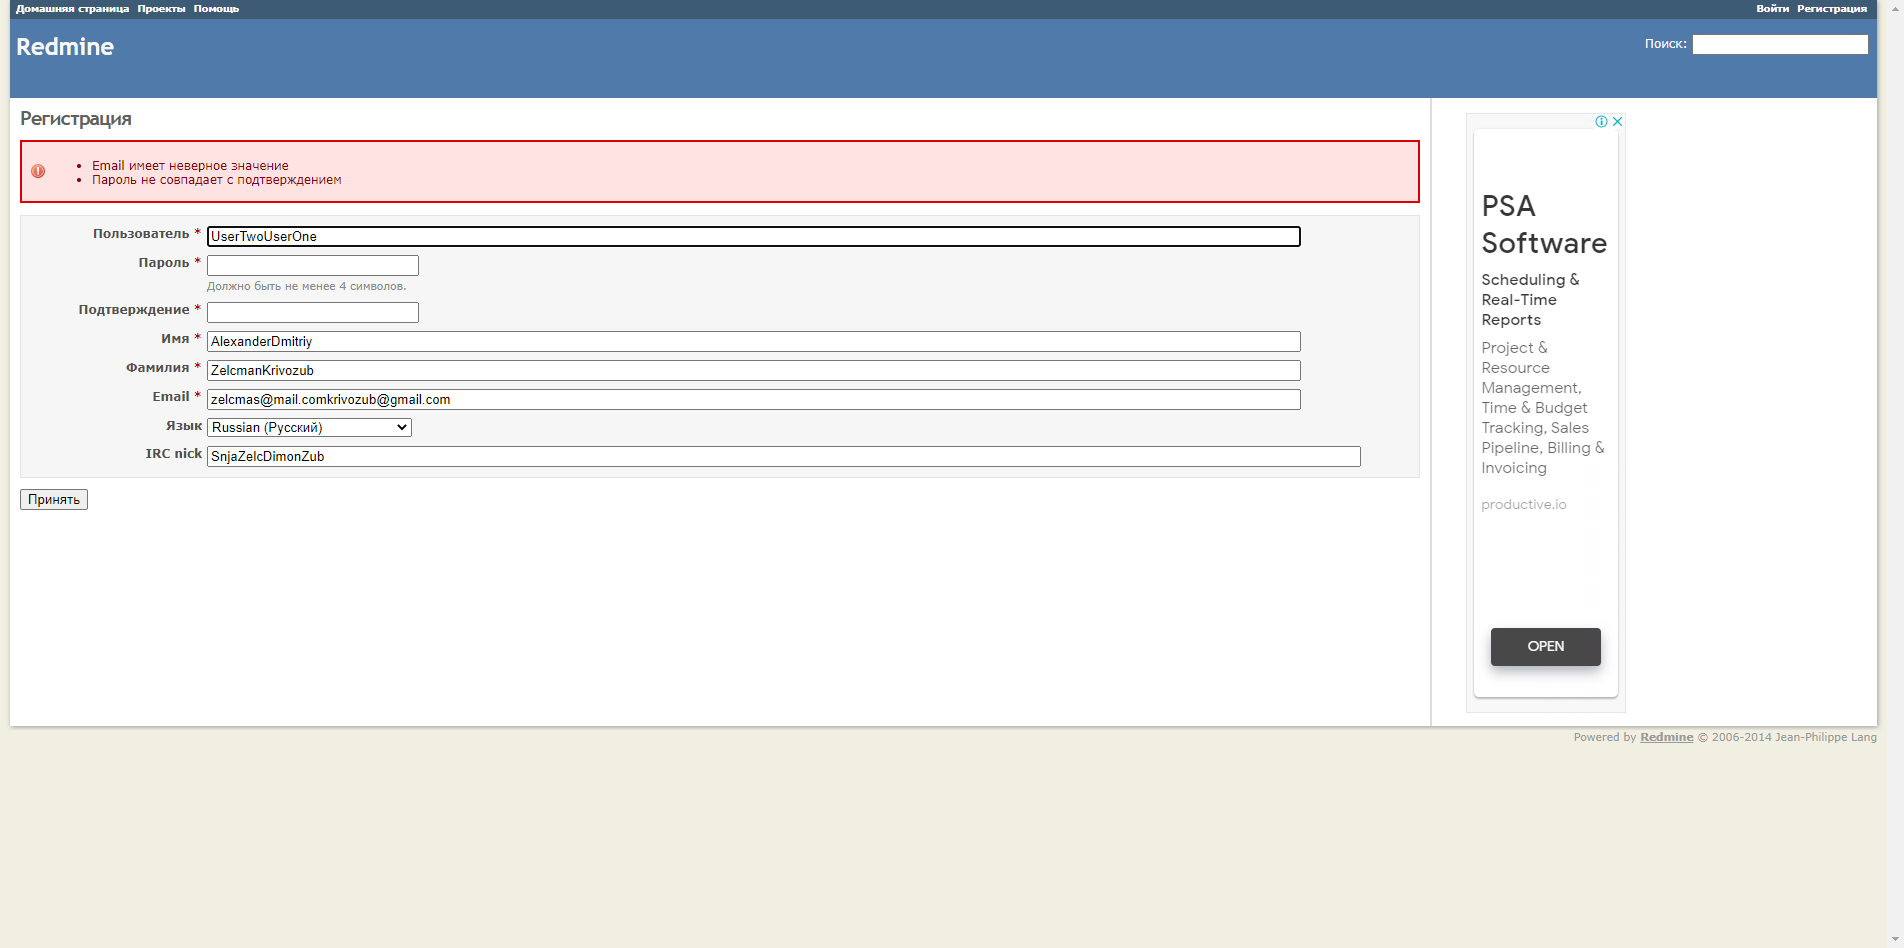 Домашняя страница Проекты Помощь
Войти Регистрация
Redmine
Поиск:
Регистрация
Email имеет неверное значение
Пароль не совпадает с подтверждением
Пользователь * UserTwoUserOne
Пароль *
Должно быть не менее 4 символов.
Подтверждение *
Имя * AlexanderDmitriy
Фамилия * ZelcmanKrivozub
Email * zelcmas@mail.comkrivozub@gmail.com
Язык Russian (Русский)
IRC nick SnjaZelcDimonZub
Принять
PSA
Software
Scheduling &
Real-Time
Reports
Project &
Resource
Management,
Time & Budget
Tracking, Sales
Pipeline, Billing &
Invoicing
productive.io
OPEN
Powered by Redmine © 2006-2014 Jean-Philippe Lang